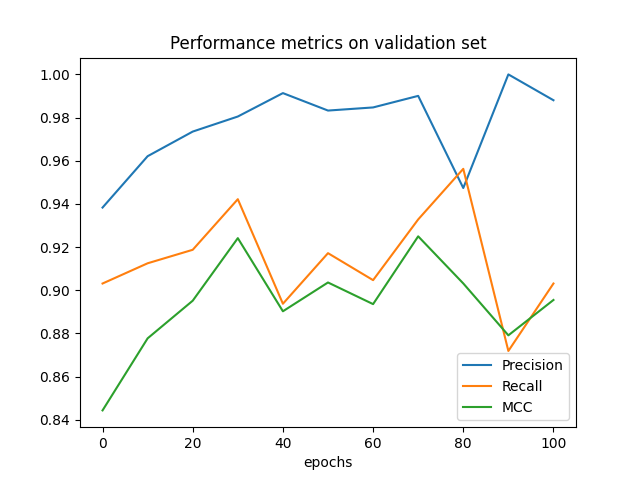 Performance metrics on validation set
1.00
0.98
0.96
0.94
0.92
0.90
0.88
0.86
0.84
Precision
Recall
MCC
0 20 40 60 80 100
epochs